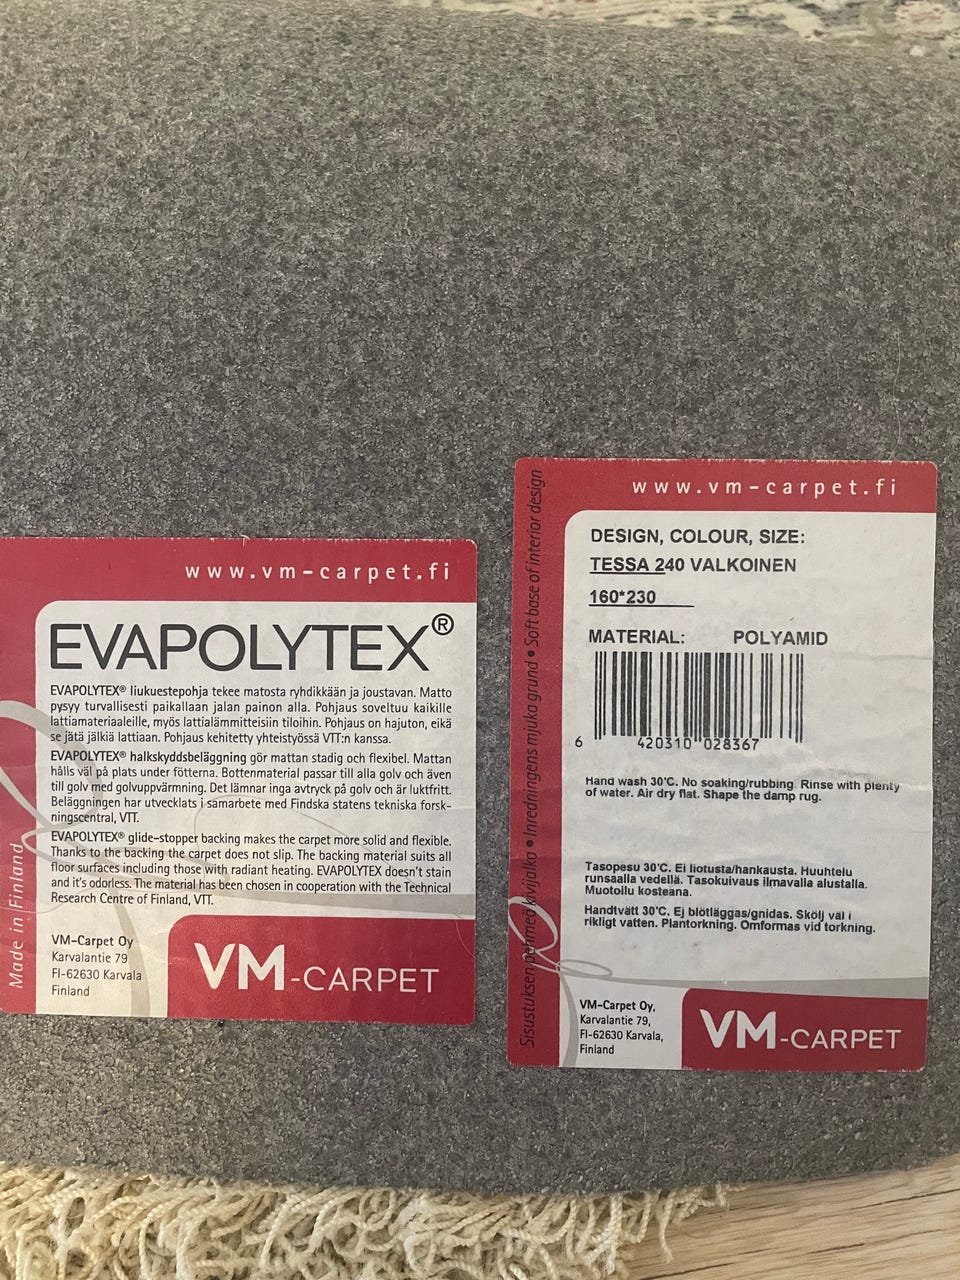 www.vm-carpet.fi
EVAPOLYTEX®
EVAPOLYTEX® liukuestepohja tekee matosta ryhdikkään ja joustavan. Matto
pysyy turvallisesti paikallaan jalan painon alla. Pohjaus soveltuu kaikille
lattiamateriaaleille, myös lattialämmitteisiin tiloihin. Pohjaus on hajuton, eikä
se jätä jälkiä lattiaan. Pohjaus kehitetty yhteistyössä VTT:n kanssa.
EVAPOLYTEX® halkskyddsbeläggning gör mattan stadig och flexibel. Mattan
hålls väl på plats under fötterna. Bottenmaterial passar till alla golv och även
till golv med golvuppvärmning. Det lämnar inga avtryck på golv och är luktfritt.
Beläggningen har utvecklats i samarbete med Findska statens tekniska forsk-
ningscentral, VTT.
EVAPOLYTEX® glide-stopper backing makes the carpet more solid and flexible.
Thanks to the backing the carpet does not slip. The backing material suits all
floor surfaces including those with radiant heating. EVAPOLYTEX doesn't stain
and it's odorless. The material has been chosen in cooperation with the Technical
Research Centre of Finland, VTT.
Made in Finland
VM-Carpet Oy
Karvalantie 79
FI-62630 Karvala
Finland
VM-CARPET
www.vm-carpet.fi
Sisustuksen pehmeä kivijalka • Inredningens mjuka grund • Soft base of interior design
DESIGN, COLOUR, SIZE:
TESSA 240 VALKOINEN
160*230
MATERIAL: POLYAMID
6 420310 028367
Hand wash 30°C. No soaking/rubbing. Rinse with plenty
of water. Air dry flat. Shape the damp rug.
Tasopesu 30°C. Ei liotusta/hankausta. Huuhtelu
runsaalla vedellä. Tasokuivaus ilmavalla alustalla.
Muotoilu kosteana.
Handtvätt 30°C. Ej blötläggas/gnidas. Skölj väl i
rikligt vatten. Plantorkning. Omformas vid torkning.
VM-Carpet Oy,
Karvalantie 79,
FI-62630 Karvala,
Finland
VM-CARPET